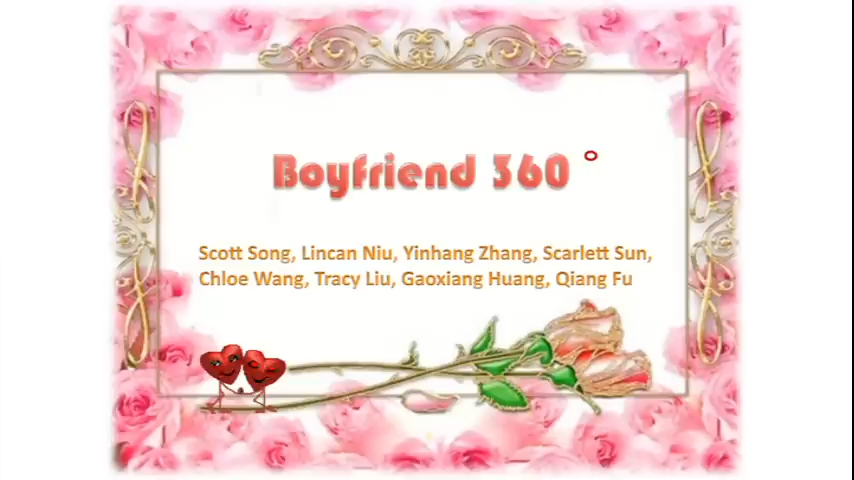 Boyfriend 360°
Scott Song, Lincan Niu, Yinhang Zhang, Scarlett Sun,
Chloe Wang, Tracy Liu, Gaoxiang Huang, Qiang Fu